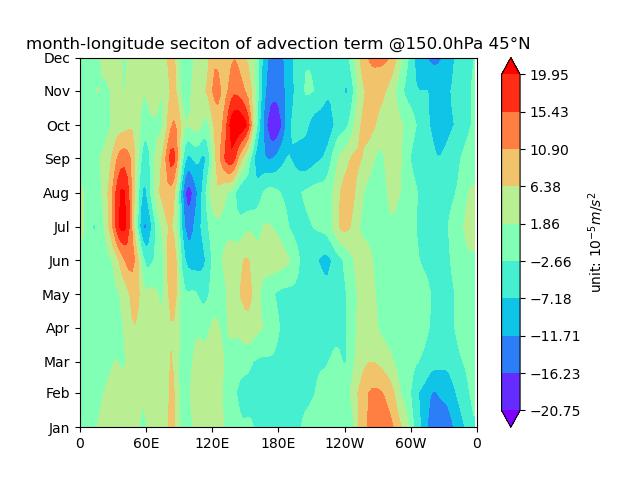 month-longitude seciton of advection term @150.0hPa 45°N
Dec
Nov
Oct
Sep
Aug
Jul
Jun
May
Apr
Mar
Feb
Jan
0 60E 120E 180E 120W 60W 0
19.95
15.43
10.90
6.38
1.86
−2.66
−7.18
−11.71
−16.23
−20.75
unit: 10⁻⁵m/s²